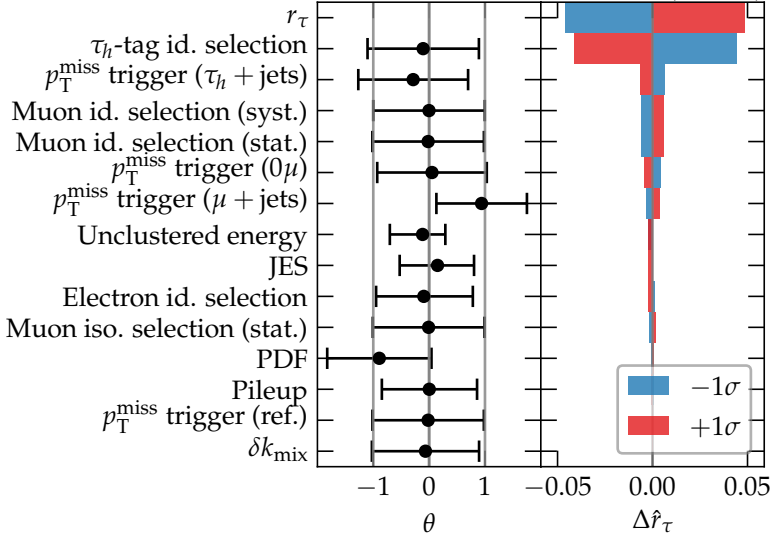 r_τ
τ_h-tag id. selection
p_T^miss trigger (τ_h + jets)
Muon id. selection (syst.)
Muon id. selection (stat.)
p_T^miss trigger (0μ)
p_T^miss trigger (μ + jets)
Unclustered energy
JES
Electron id. selection
Muon iso. selection (stat.)
PDF
Pileup
p_T^miss trigger (ref.)
δk_mix
−1σ
+1σ
−1 0 1
θ
−0.05 0.00 0.05
Δr̂_τ